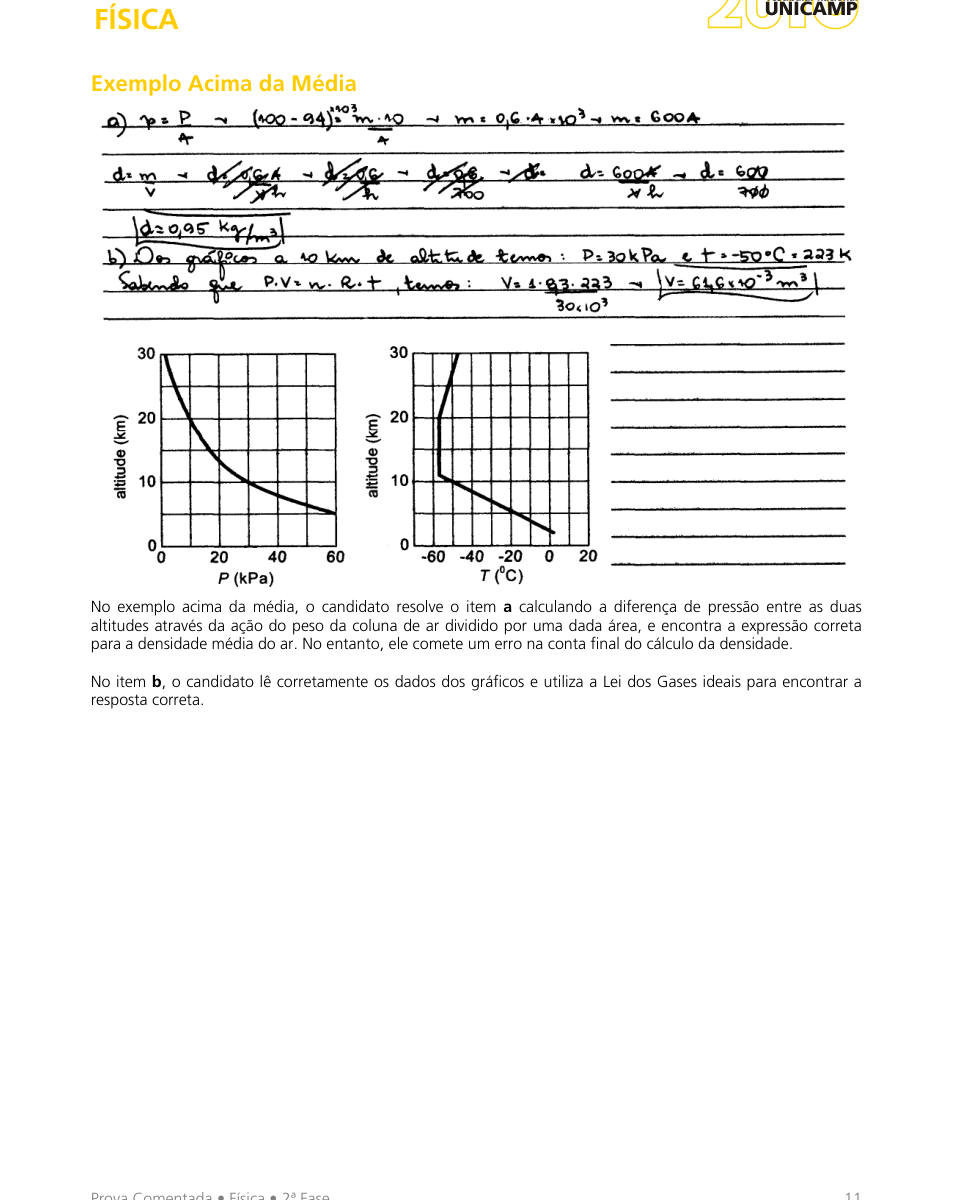 FÍSICA
UNICAMP
Exemplo Acima da Média
a) p = P/A → (100 - 94)×10³ = m·10/A → m = 0,6·A×10³ → m = 600A
d = m/V → d = 600A/A h → d = 600/700
d = 0,95 kg/m³
b) Dos gráficos a 10 km de altitude temos: P = 30 kPa e t = -50°C = 223 K
Sabendo que P.V = n.R.t, temos: V = 1·8,3·223/30×10³ → V = 61,6×10⁻³ m³
30
20
10
0
altitude (km)
0 20 40 60
P (kPa)
30
20
10
0
altitude (km)
-60 -40 -20 0 20
T (⁰C)
No exemplo acima da média, o candidato resolve o item a calculando a diferença de pressão entre as duas
altitudes através da ação do peso da coluna de ar dividido por uma dada área, e encontra a expressão correta
para a densidade média do ar. No entanto, ele comete um erro na conta final do cálculo da densidade.
No item b, o candidato lê corretamente os dados dos gráficos e utiliza a Lei dos Gases ideais para encontrar a
resposta correta.
Prova Comentada • Física • 2ª Fase
11